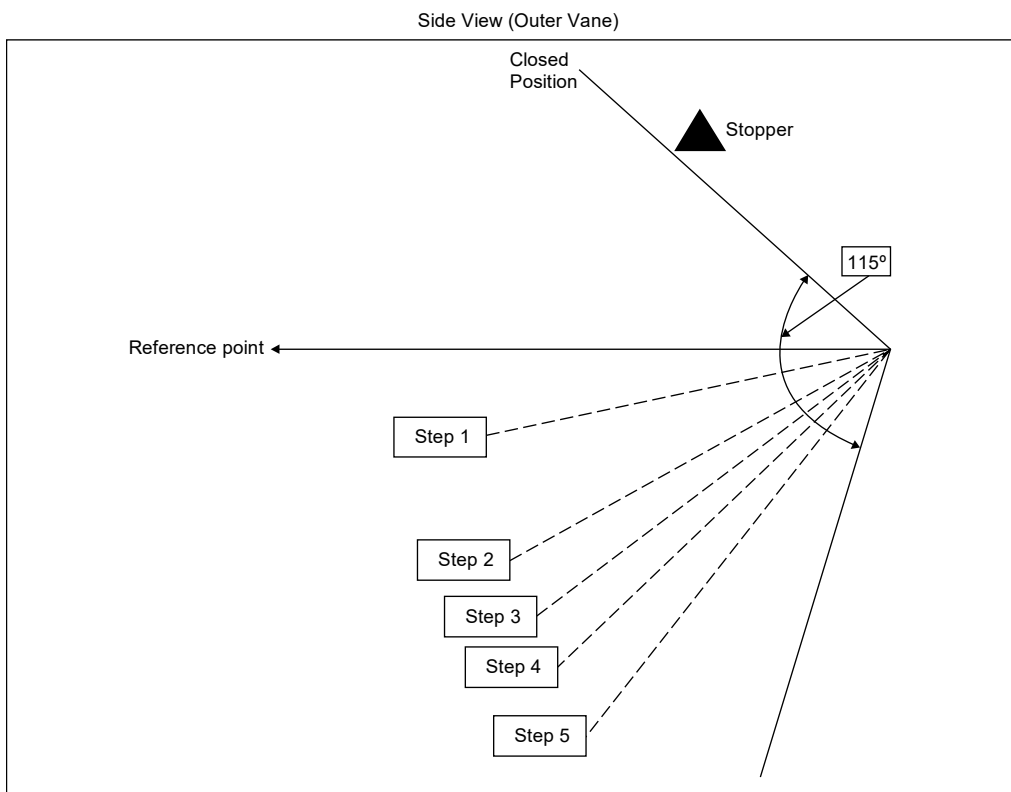 Side View (Outer Vane)
Closed
Position
Stopper
115º
Reference point
Step 1
Step 2
Step 3
Step 4
Step 5